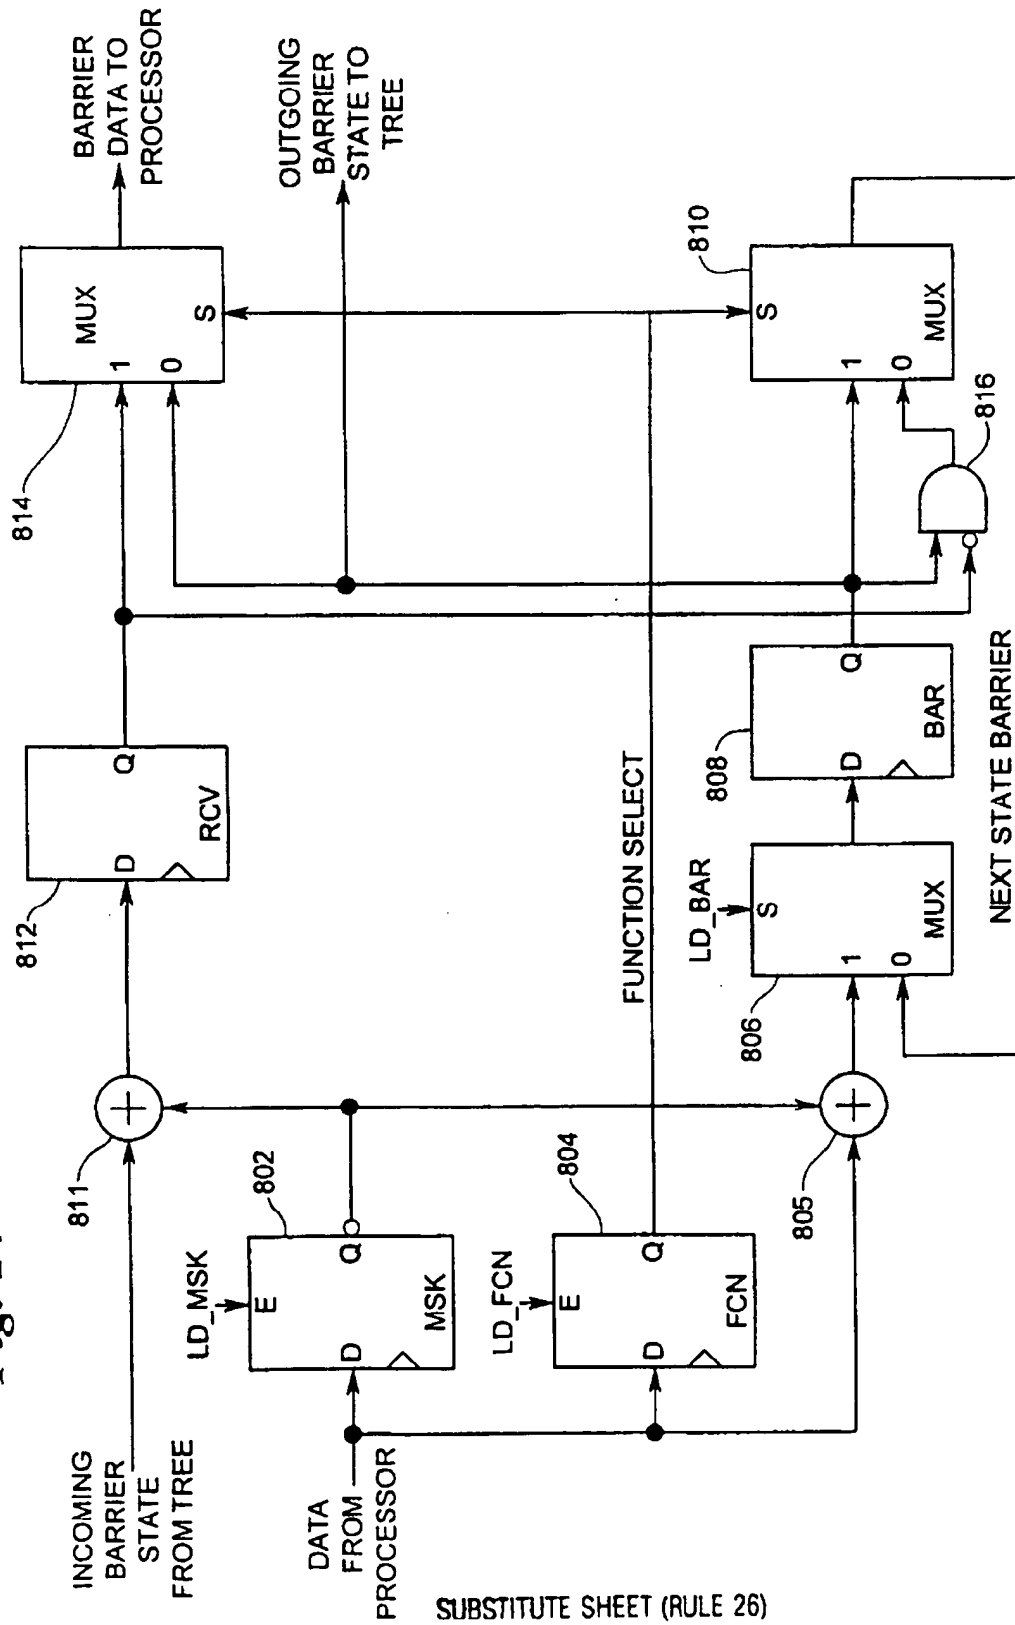 INCOMING
BARRIER
STATE
FROM TREE
811
812
D
Q
RCV
814
MUX
1
0
S
BARRIER
DATA TO
PROCESSOR
OUTGOING
BARRIER
STATE TO
TREE
DATA
FROM
PROCESSOR
LD_MSK
802
E
D
Q
MSK
LD_FCN
804
E
D
Q
FCN
FUNCTION SELECT
805
806
LD_BAR
S
1
0
MUX
808
D
Q
BAR
810
S
1
0
MUX
816
NEXT STATE BARRIER
SUBSTITUTE SHEET (RULE 26)